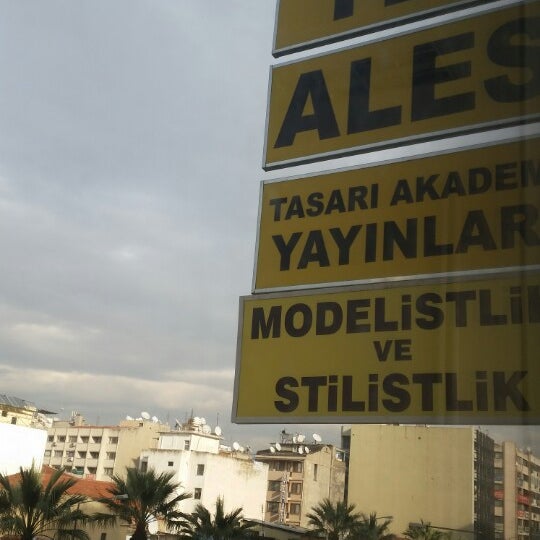 ALES
TASARI AKADEM
YAYINLAR
MODELİSTLİK
VE
STİLİSTLİK